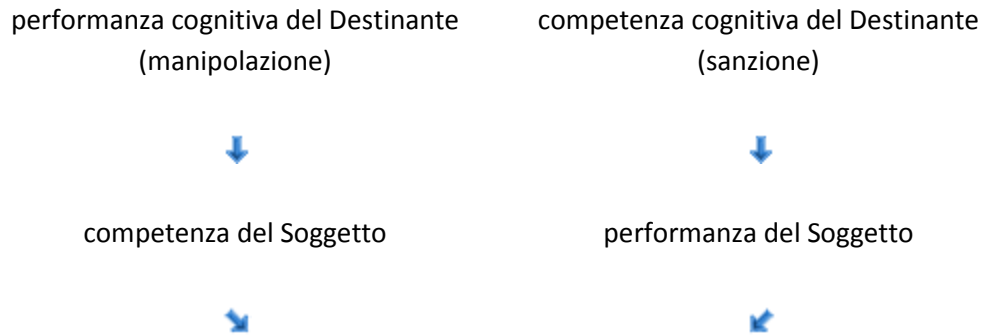 performanza cognitiva del Destinante
(manipolazione)
competenza cognitiva del Destinante
(sanzione)
competenza del Soggetto
performanza del Soggetto